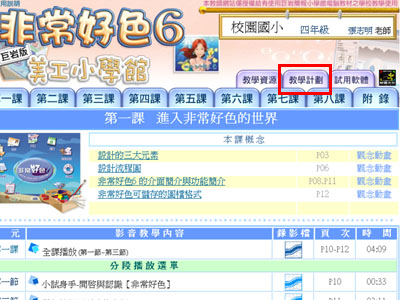 用說明
本教師網站僅授權給有使用巨岩簡報小學館電腦教材之學校教學使用
非常好色6
巨岩版
美工小學館
校園國小 四年級 張志明 老師
教學資源 教學計劃 試用軟體
一課 第二課 第三課 第四課 第五課 第六課 第七課 第八課 附 錄
第一課 進入非常好色的世界
本課概念
設計的三大元素 P03 觀念動畫
設計流程圖 P06 觀念動畫
非常好色6 的介面簡介與功能簡介 P08.P11 觀念動畫
非常好色可儲存的圖檔格式 P12 觀念動畫
元 影音教學內容 錄影檔 頁 次 時 間
一課 全課播放(第一節~第三節) P10-P12 04:09
分段播放選單
一節 小試身手-開啓與認識【非常好色】 P10 00:33